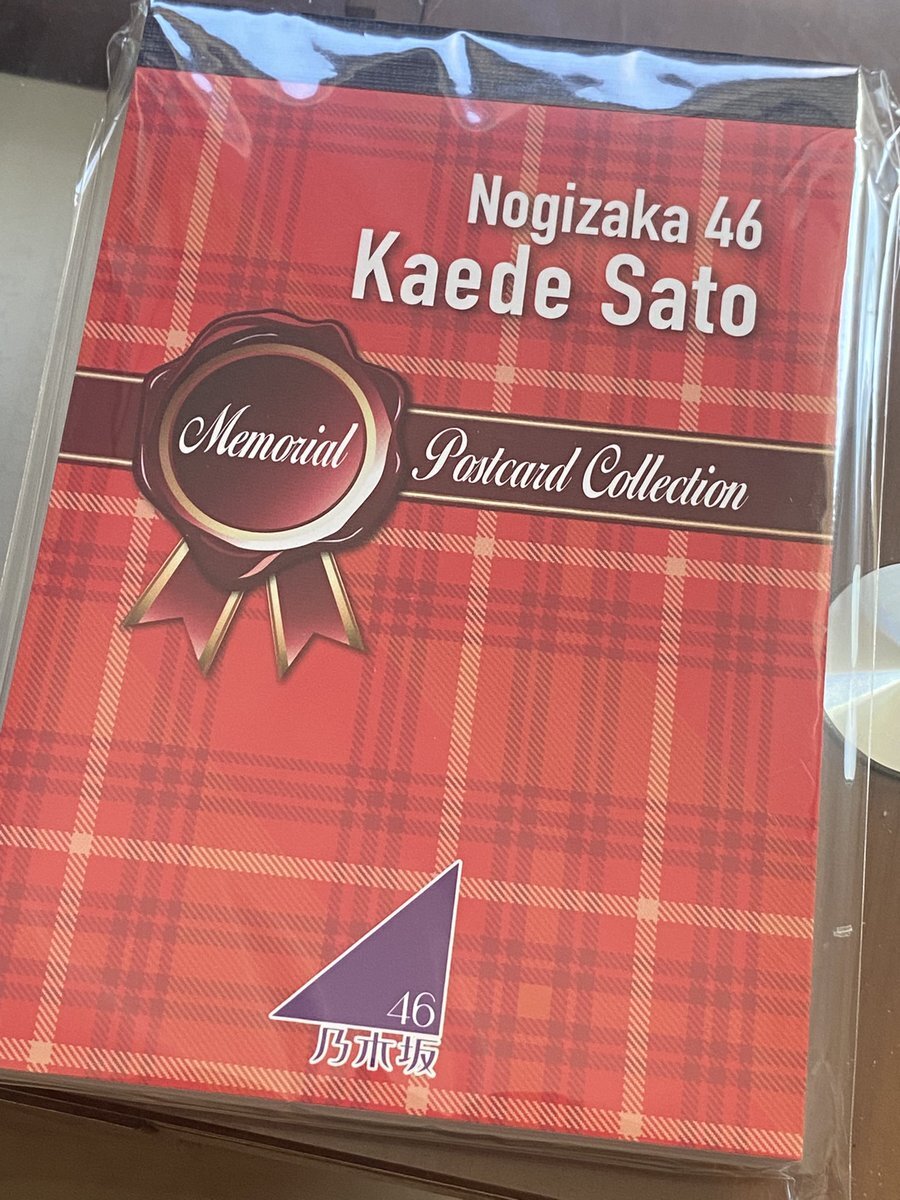 Nogizaka 46
Kaede Sato
Memorial Postcard Collection
46
乃木坂